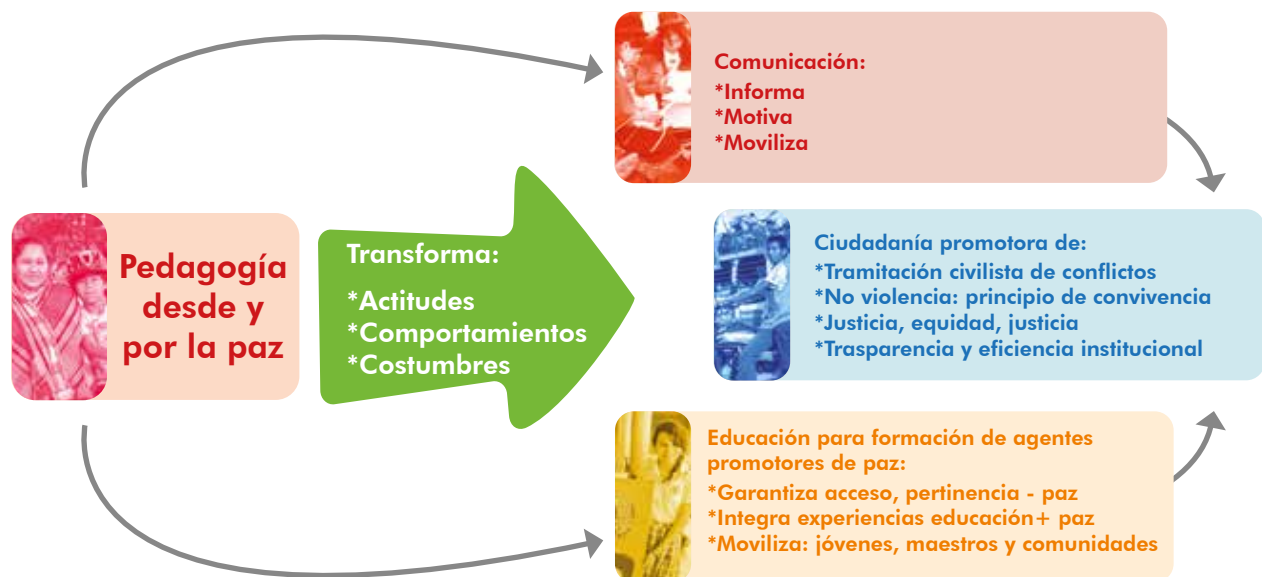 Pedagogía
desde y
por la paz
Transforma:
*Actitudes
*Comportamientos
*Costumbres
Comunicación:
*Informa
*Motiva
*Moviliza
Ciudadanía promotora de:
*Tramitación civilista de conflictos
*No violencia: principio de convivencia
*Justicia, equidad, justicia
*Trasparencia y eficiencia institucional
Educación para formación de agentes
promotores de paz:
*Garantiza acceso, pertinencia - paz
*Integra experiencias educación+ paz
*Moviliza: jóvenes, maestros y comunidades